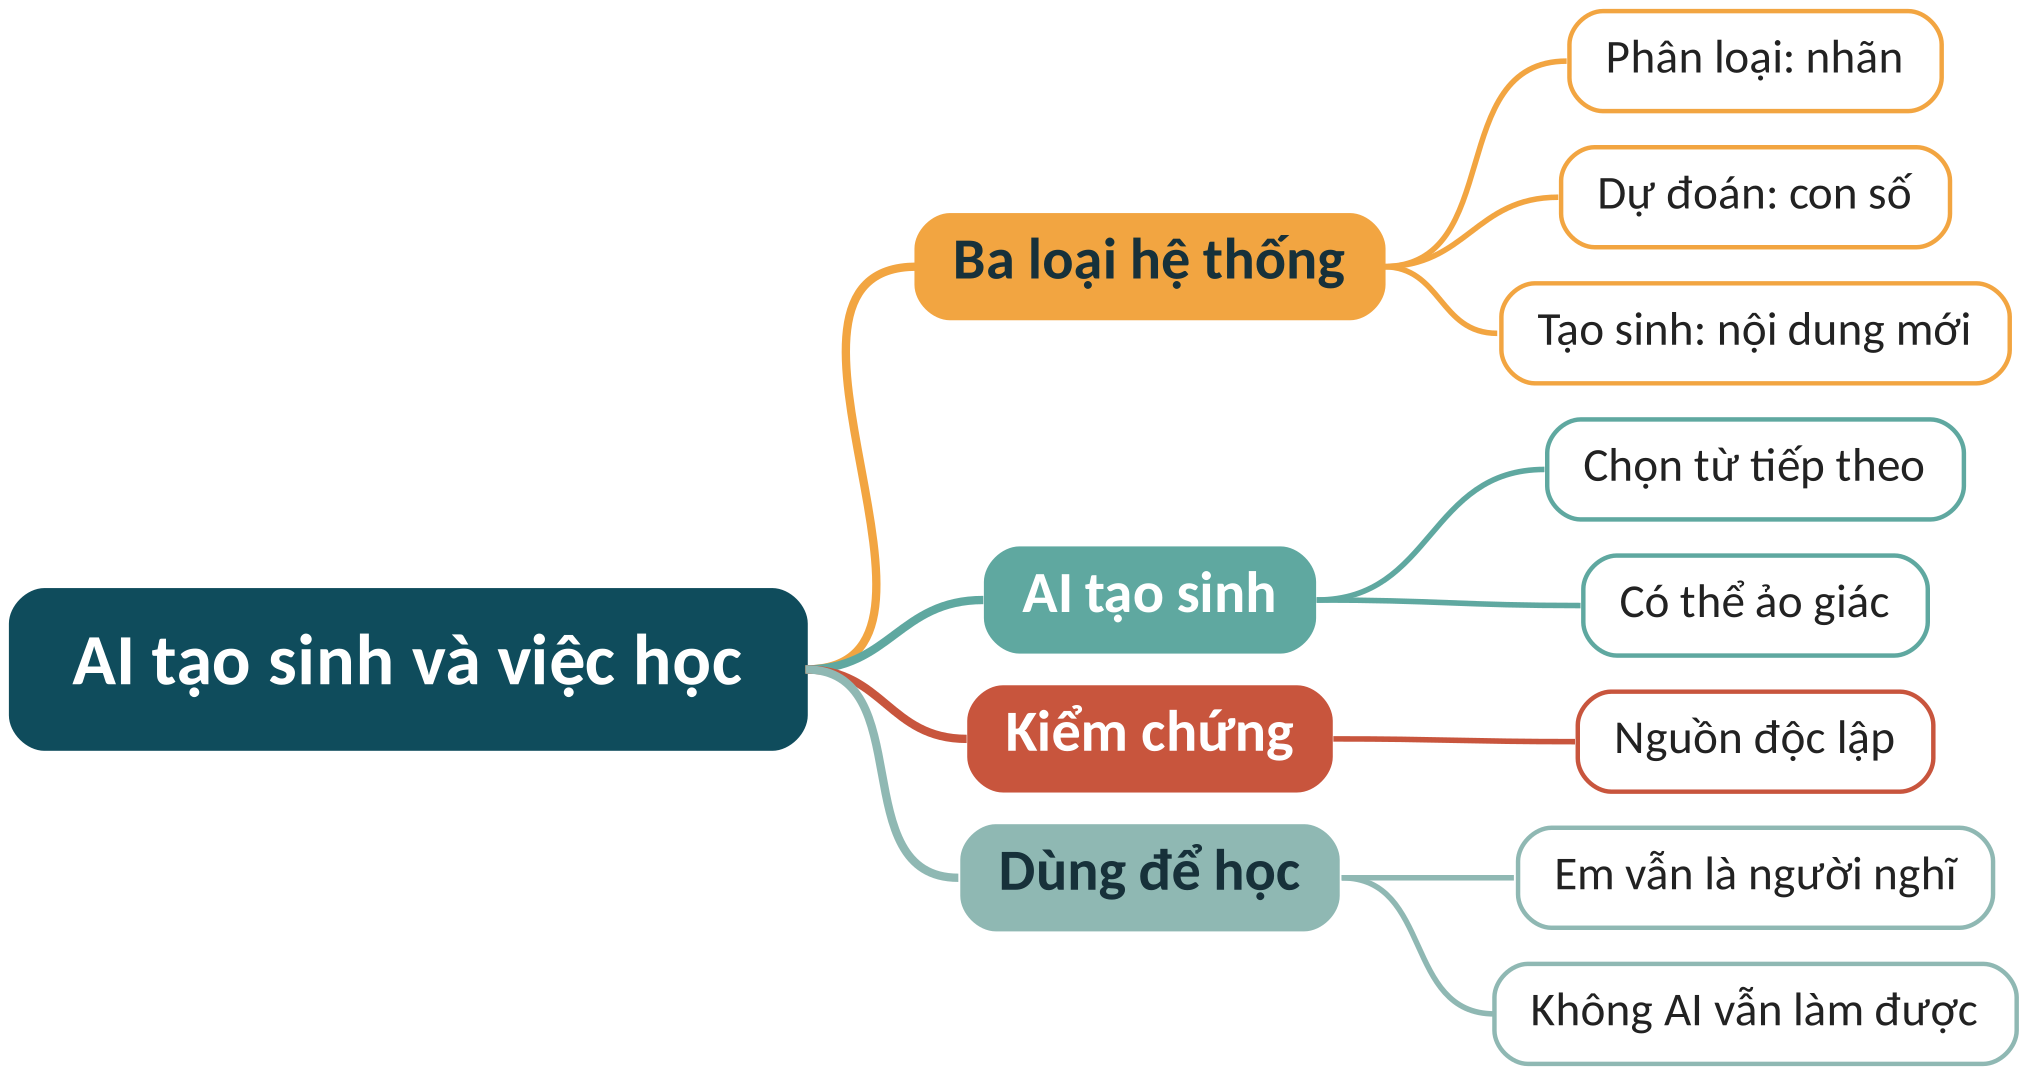 AI tạo sinh và việc học
Ba loại hệ thống
Phân loại: nhãn
Dự đoán: con số
Tạo sinh: nội dung mới
AI tạo sinh
Chọn từ tiếp theo
Có thể ảo giác
Kiểm chứng
Nguồn độc lập
Dùng để học
Em vẫn là người nghĩ
Không AI vẫn làm được